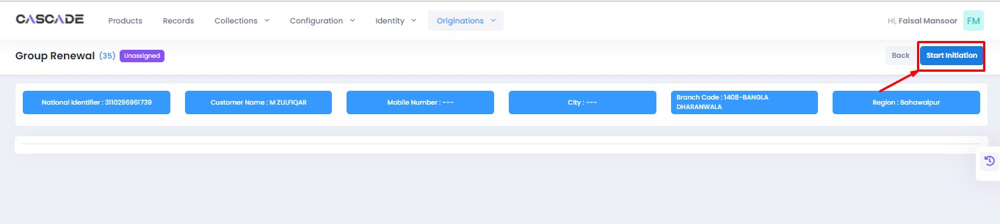 CASCADE Products Records Collections Configuration Identity Originations Hi, Faisal Mansoor FM
Group Renewal (35) Unassigned Back Start Initiation
National Identifier : 3110296961739 Customer Name : M ZULFIQAR Mobile Number : --- City : --- Branch Code : 1408-BANGLA DHARANWALA Region : Bahawalpur